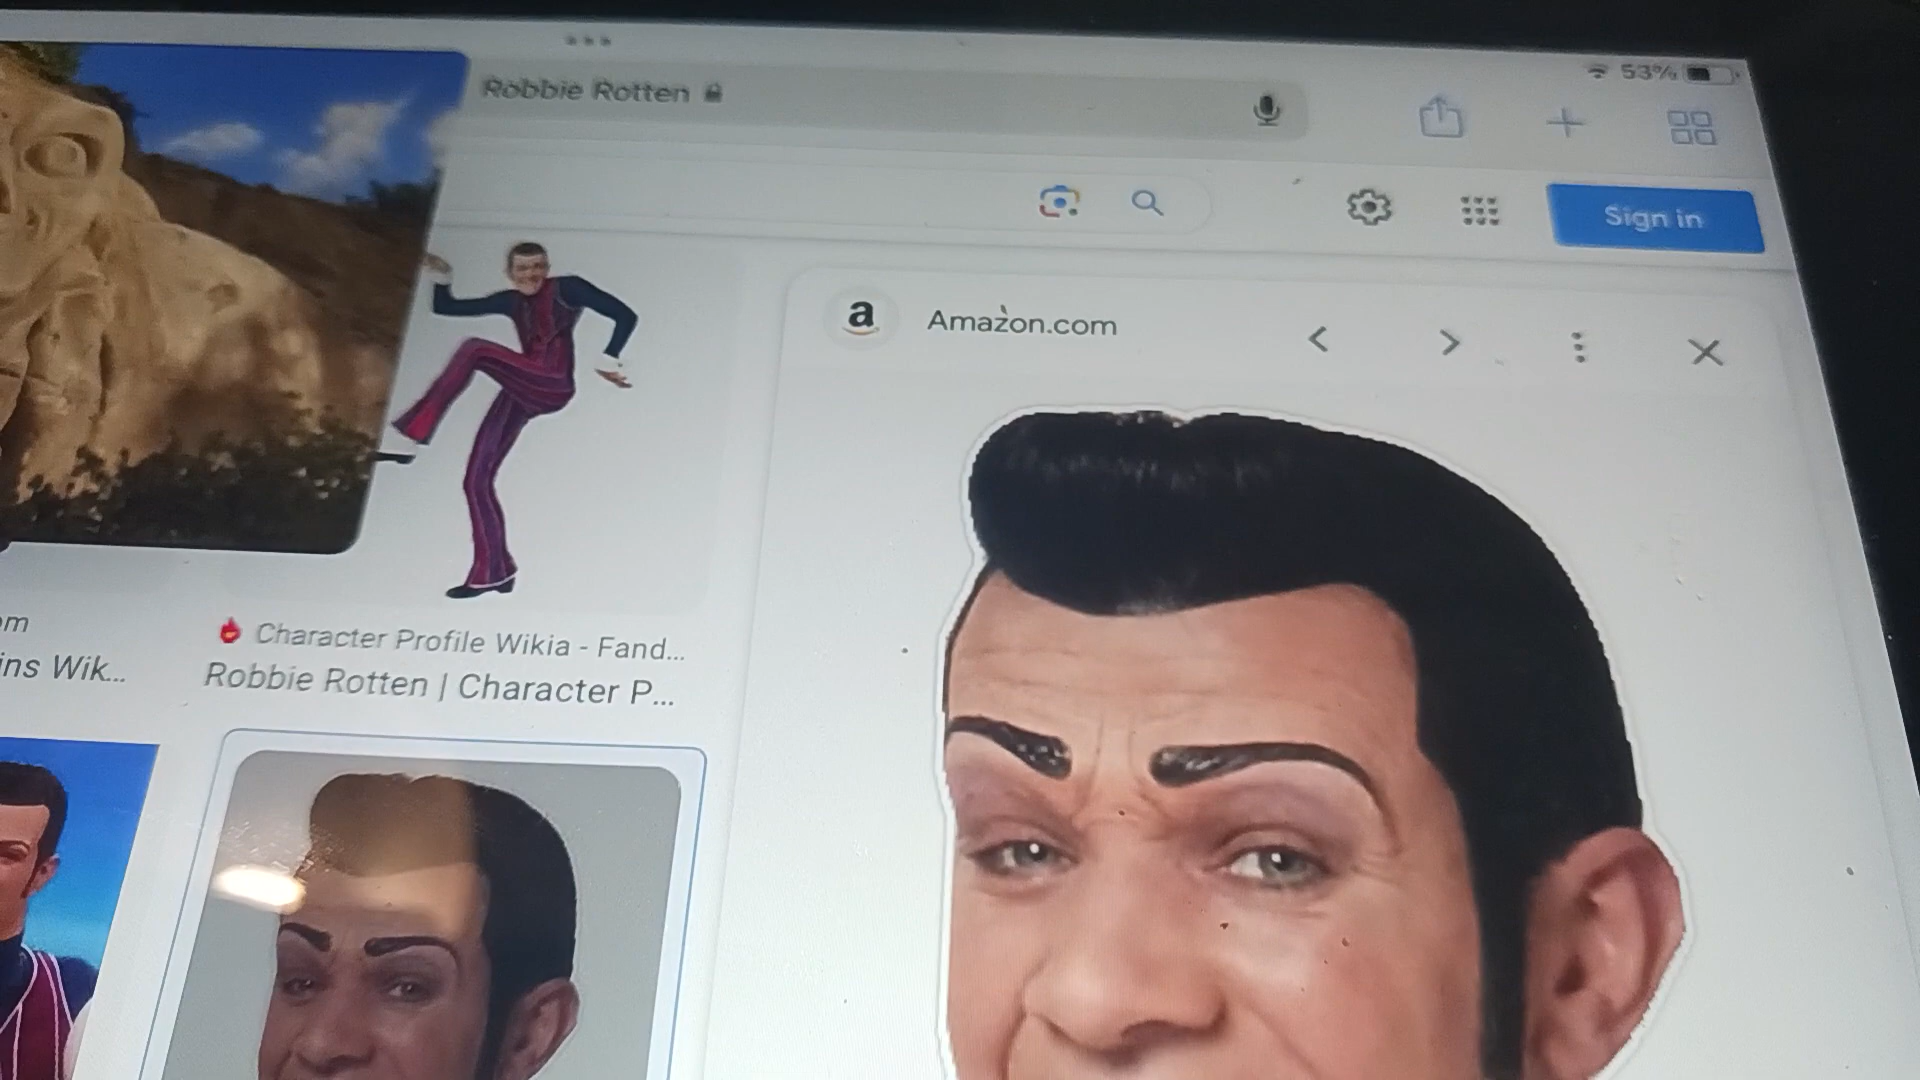 Robbie Rotten
53%
Sign in
a Amazon.com
om
ins Wik...
Character Profile Wikia - Fand...
Robbie Rotten | Character P...